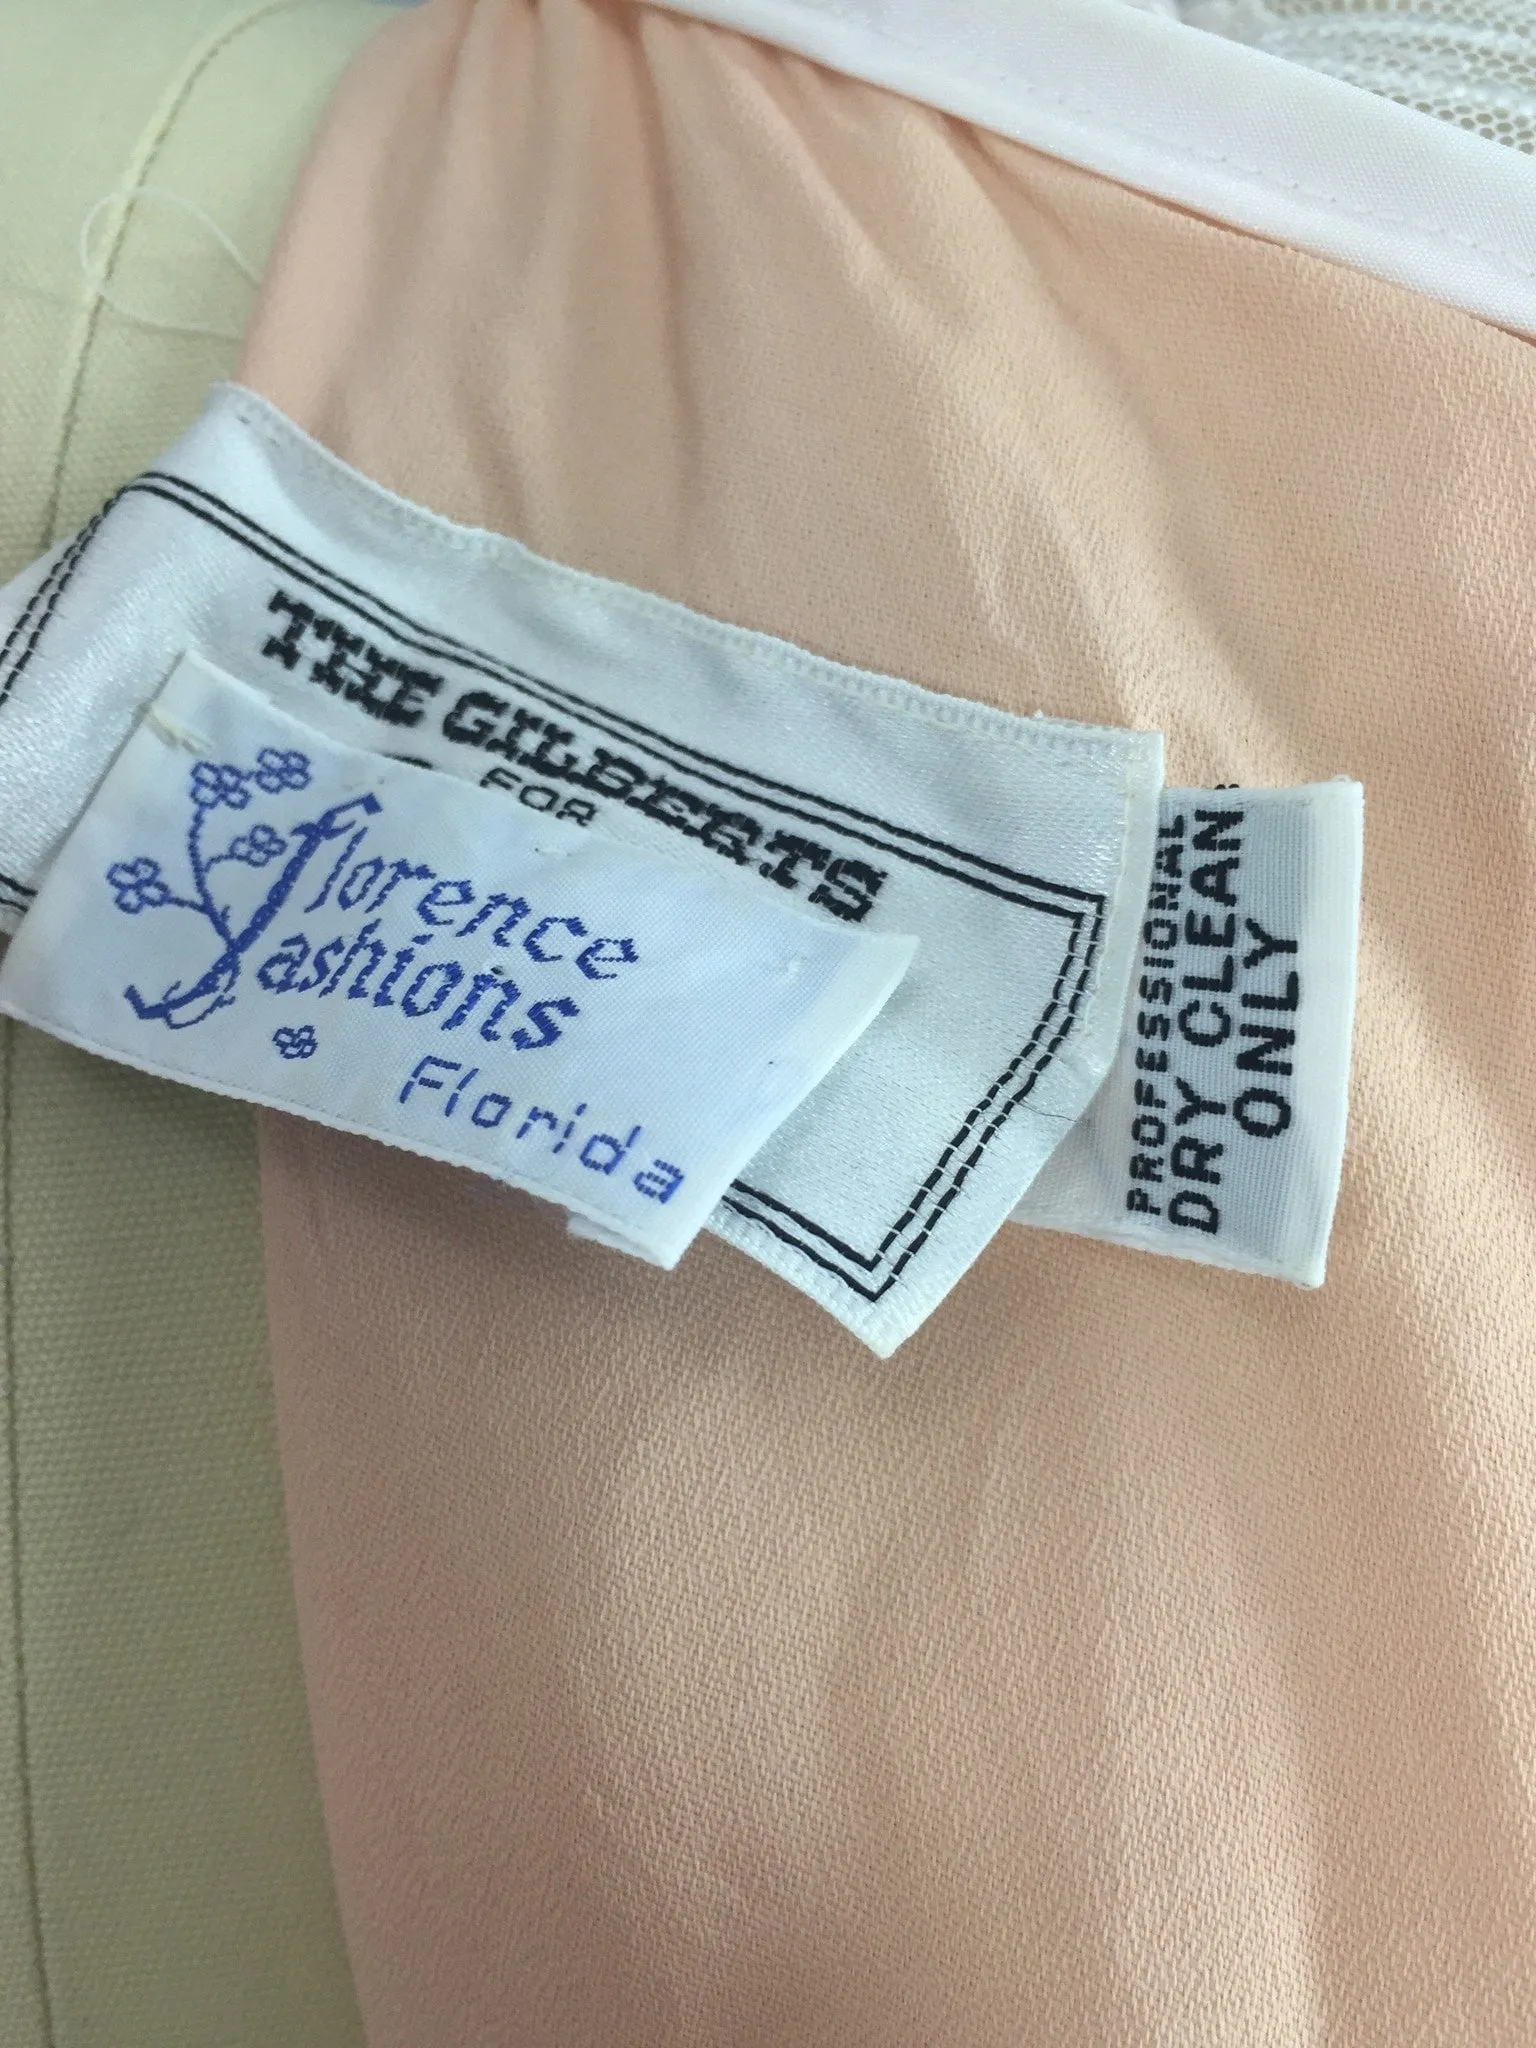 THE GILBERTS
FOR
Florence
Fashions
Florida
PROFESSIONAL
DRY CLEAN
ONLY